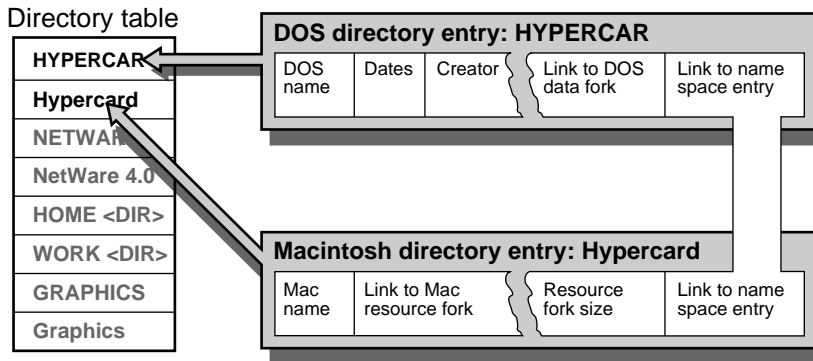 Directory table
HYPERCAR
Hypercard
NETWAR
NetWare 4.0
HOME <DIR>
WORK <DIR>
GRAPHICS
Graphics
DOS directory entry: HYPERCAR
DOS name
Dates
Creator
Link to DOS data fork
Link to name space entry
Macintosh directory entry: Hypercard
Mac name
Link to Mac resource fork
Resource fork size
Link to name space entry